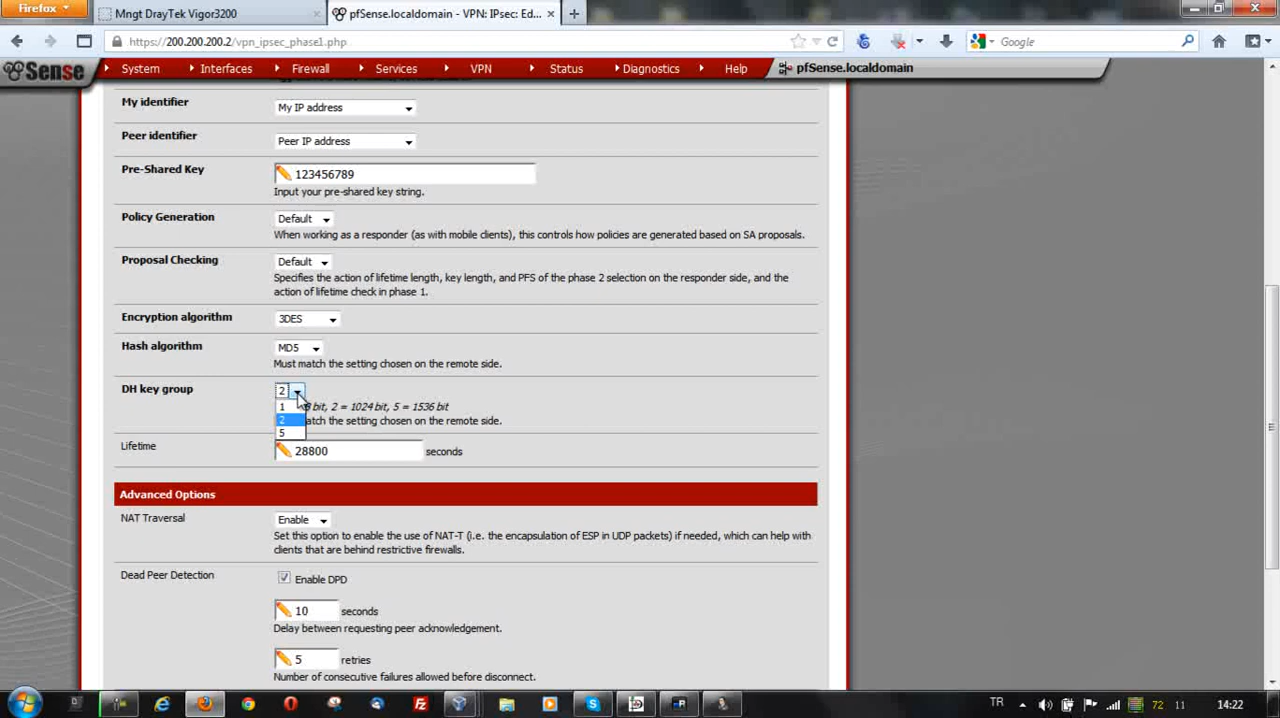 Firefox
Mngt DrayTek Vigor3200
pfSense.localdomain - VPN: IPsec: Ed...
https://200.200.200.2/vpn_ipsec_phase1.php
Google
Sense
System
Interfaces
Firewall
Services
VPN
Status
Diagnostics
Help
pfSense.localdomain
My identifier
My IP address
Peer identifier
Peer IP address
Pre-Shared Key
123456789
Input your pre-shared key string.
Policy Generation
Default
When working as a responder (as with mobile clients), this controls how policies are generated based on SA proposals.
Proposal Checking
Default
Specifies the action of lifetime length, key length, and PFS of the phase 2 selection on the responder side, and the
action of lifetime check in phase 1.
Encryption algorithm
3DES
Hash algorithm
MD5
Must match the setting chosen on the remote side.
DH key group
2
1
bit, 2 = 1024 bit, 5 = 1536 bit
2
the setting chosen on the remote side.
5
Lifetime
28800 seconds
Advanced Options
NAT Traversal
Enable
Set this option to enable the use of NAT-T (i.e. the encapsulation of ESP in UDP packets) if needed, which can help with
clients that are behind restrictive firewalls.
Dead Peer Detection
Enable DPD
10 seconds
Delay between requesting peer acknowledgement.
5 retries
Number of consecutive failures allowed before disconnect.
TR
72
11
14:22